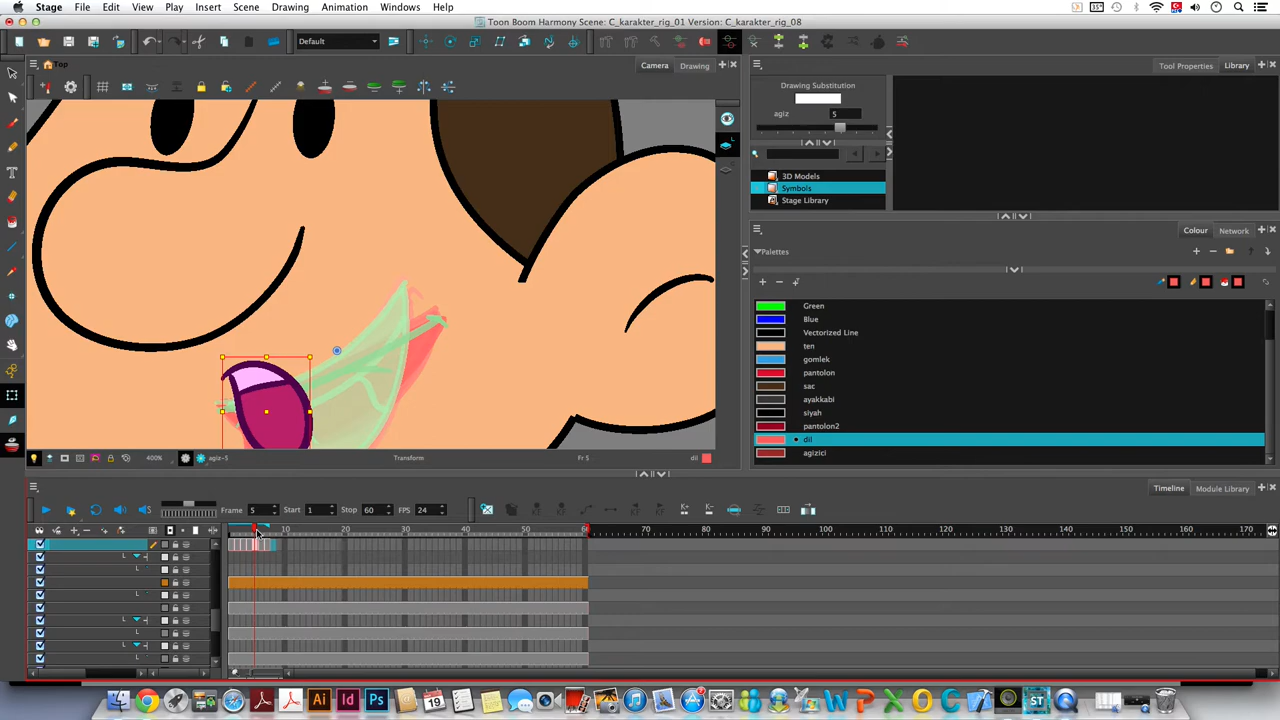 Stage File Edit View Play Insert Scene Drawing Animation Windows Help
Toon Boom Harmony Scene: C_karakter_rig_01 Version: C_karakter_rig_08
Default
Top
Camera Drawing
Tool Properties Library
Drawing Substitution
agiz 5
3D Models
Symbols
Stage Library
Colour Network
Palettes
Green
Blue
Vectorized Line
ten
gomlek
pantolon
sac
ayakkabi
siyah
pantolon2
dil
agizici
400% agiz-5 Transform Fr 5 dil
Timeline Module Library
Frame 5 Start 1 Stop 60 FPS 24
10 20 30 40 50 60 70 80 90 100 110 120 130 140 150 160 170